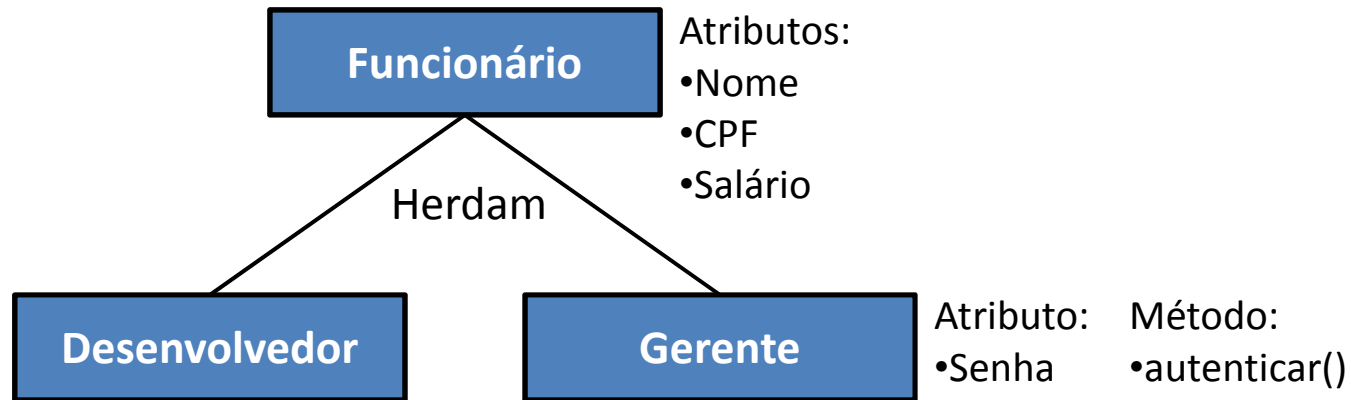 Funcionário
Atributos:
•Nome
•CPF
•Salário
Herdam
Desenvolvedor
Gerente
Atributo:
•Senha
Método:
•autenticar()